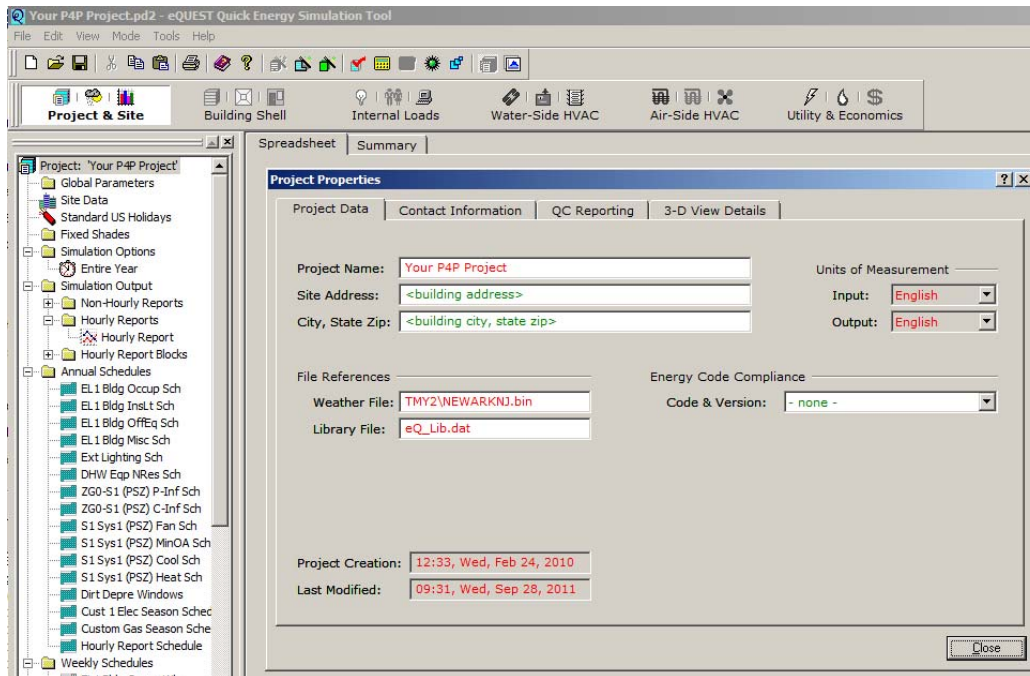 Your P4P Project.pd2 - eQUEST Quick Energy Simulation Tool
File Edit View Mode Tools Help
Project & Site Building Shell Internal Loads Water-Side HVAC Air-Side HVAC Utility & Economics
Spreadsheet Summary
Project: 'Your P4P Project'
Global Parameters
Site Data
Standard US Holidays
Fixed Shades
Simulation Options
Entire Year
Simulation Output
Non-Hourly Reports
Hourly Reports
Hourly Report
Hourly Report Blocks
Annual Schedules
EL1 Bldg Occup Sch
EL1 Bldg InsLt Sch
EL1 Bldg OffEq Sch
EL1 Bldg Misc Sch
Ext Lighting Sch
DHW Eqp NRes Sch
ZG0-S1 (PSZ) P-Inf Sch
ZG0-S1 (PSZ) C-Inf Sch
S1 Sys1 (PSZ) Fan Sch
S1 Sys1 (PSZ) MinOA Sch
S1 Sys1 (PSZ) Cool Sch
S1 Sys1 (PSZ) Heat Sch
Dirt Depre Windows
Cust 1 Elec Season Sched
Custom Gas Season Sche
Hourly Report Schedule
Weekly Schedules
Project Properties
Project Data Contact Information QC Reporting 3-D View Details
Project Name: Your P4P Project
Units of Measurement
Site Address: <building address>
Input: English
City, State Zip: <building city, state zip>
Output: English
File References
Energy Code Compliance
Weather File: TMY2\NEWARKNJ.bin
Code & Version: - none -
Library File: eQ_Lib.dat
Project Creation: 12:33, Wed, Feb 24, 2010
Last Modified: 09:31, Wed, Sep 28, 2011
Close